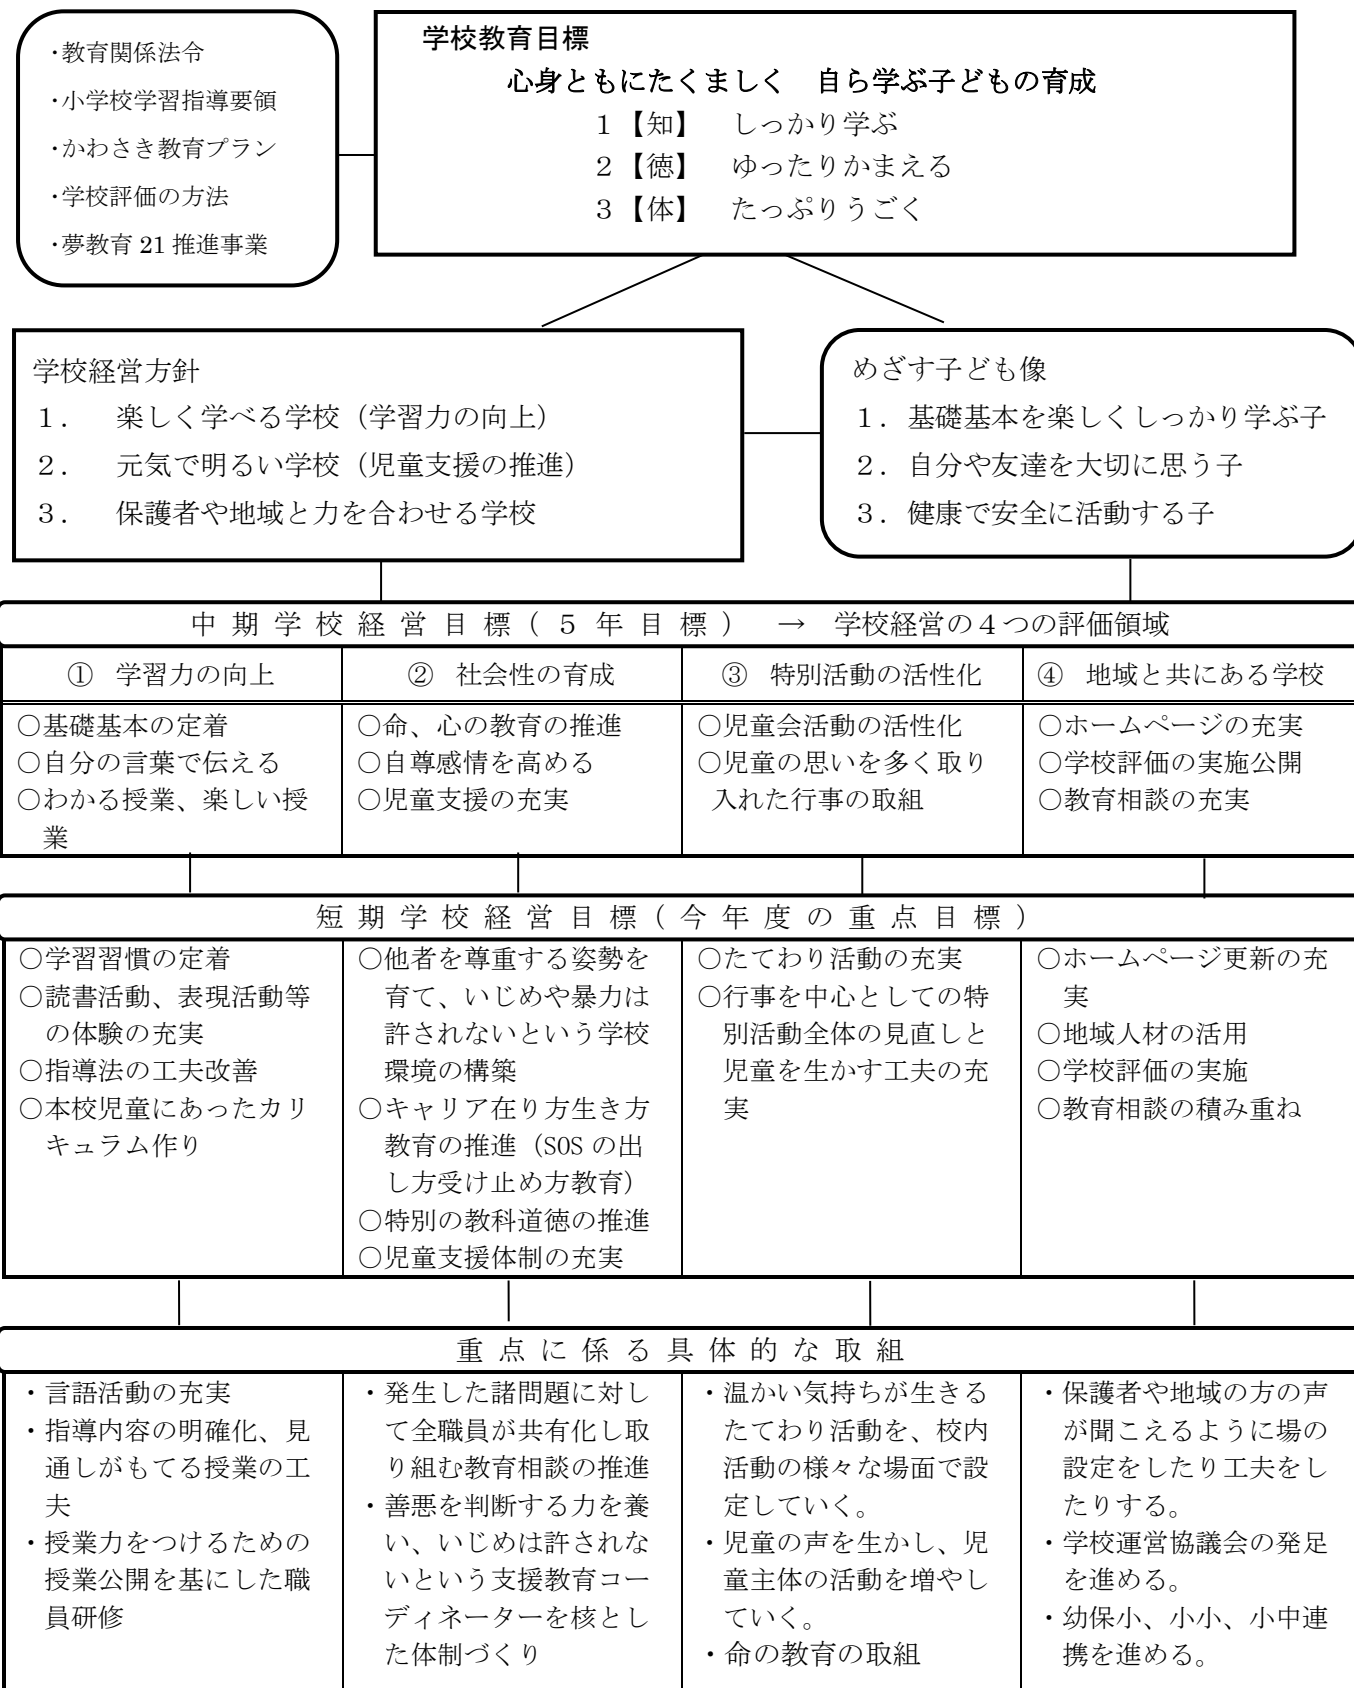 ・教育関係法令
・小学校学習指導要領
・かわさき教育プラン
・学校評価の方法
・夢教育 21 推進事業
学校教育目標
心身ともにたくましく　自ら学ぶ子どもの育成
１【知】　しっかり学ぶ
２【徳】　ゆったりかまえる
３【体】　たっぷりうごく
学校経営方針
１．　楽しく学べる学校（学習力の向上）
２．　元気で明るい学校（児童支援の推進）
３．　保護者や地域と力を合わせる学校
めざす子ども像
１．基礎基本を楽しくしっかり学ぶ子
２．自分や友達を大切に思う子
３．健康で安全に活動する子
中 期 学 校 経 営 目 標 ( ５ 年 目 標 )　→　学校経営の４つの評価領域
①　学習力の向上
○基礎基本の定着
○自分の言葉で伝える
○わかる授業、楽しい授
業
②　社会性の育成
○命、心の教育の推進
○自尊感情を高める
○児童支援の充実
③　特別活動の活性化
○児童会活動の活性化
○児童の思いを多く取り
入れた行事の取組
④　地域と共にある学校
○ホームページの充実
○学校評価の実施公開
○教育相談の充実
短 期 学 校 経 営 目 標 ( 今 年 度 の 重 点 目 標 )
○学習習慣の定着
○読書活動、表現活動等
の体験の充実
○指導法の工夫改善
○本校児童にあったカリ
キュラム作り
○他者を尊重する姿勢を
育て、いじめや暴力は
許されないという学校
環境の構築
○キャリア在り方生き方
教育の推進（SOS の出
し方受け止め方教育）
○特別の教科道徳の推進
○児童支援体制の充実
○たてわり活動の充実
○行事を中心としての特
別活動全体の見直しと
児童を生かす工夫の充
実
○ホームページ更新の充
実
○地域人材の活用
○学校評価の実施
○教育相談の積み重ね
重 点 に 係 る 具 体 的 な 取 組
・言語活動の充実
・指導内容の明確化、見
通しがもてる授業の工
夫
・授業力をつけるための
授業公開を基にした職
員研修
・発生した諸問題に対し
て全職員が共有化し取
り組む教育相談の推進
・善悪を判断する力を養
い、いじめは許されな
いという支援教育コー
ディネーターを核とし
た体制づくり
・温かい気持ちが生きる
たてわり活動を、校内
活動の様々な場面で設
定していく。
・児童の声を生かし、児
童主体の活動を増やし
ていく。
・命の教育の取組
・保護者や地域の方の声
が聞こえるように場の
設定をしたり工夫をし
たりする。
・学校運営協議会の発足
を進める。
・幼保小、小小、小中連
携を進める。